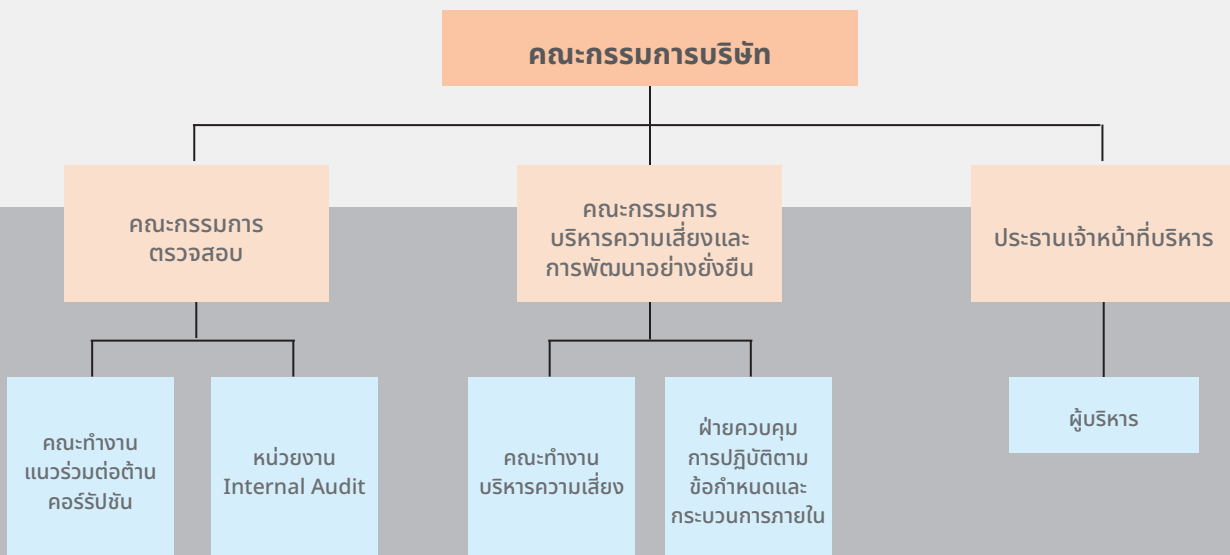 คณะกรรมการบริษัท
คณะกรรมการ
ตรวจสอบ
คณะกรรมการ
บริหารความเสี่ยงและ
การพัฒนาอย่างยั่งยืน
ประธานเจ้าหน้าที่บริหาร
คณะทำงาน
แนวร่วมต่อต้าน
คอร์รัปชัน
หน่วยงาน
Internal Audit
คณะทำงาน
บริหารความเสี่ยง
ฝ่ายควบคุม
การปฏิบัติตาม
ข้อกำหนดและ
กระบวนการภายใน
ผู้บริหาร